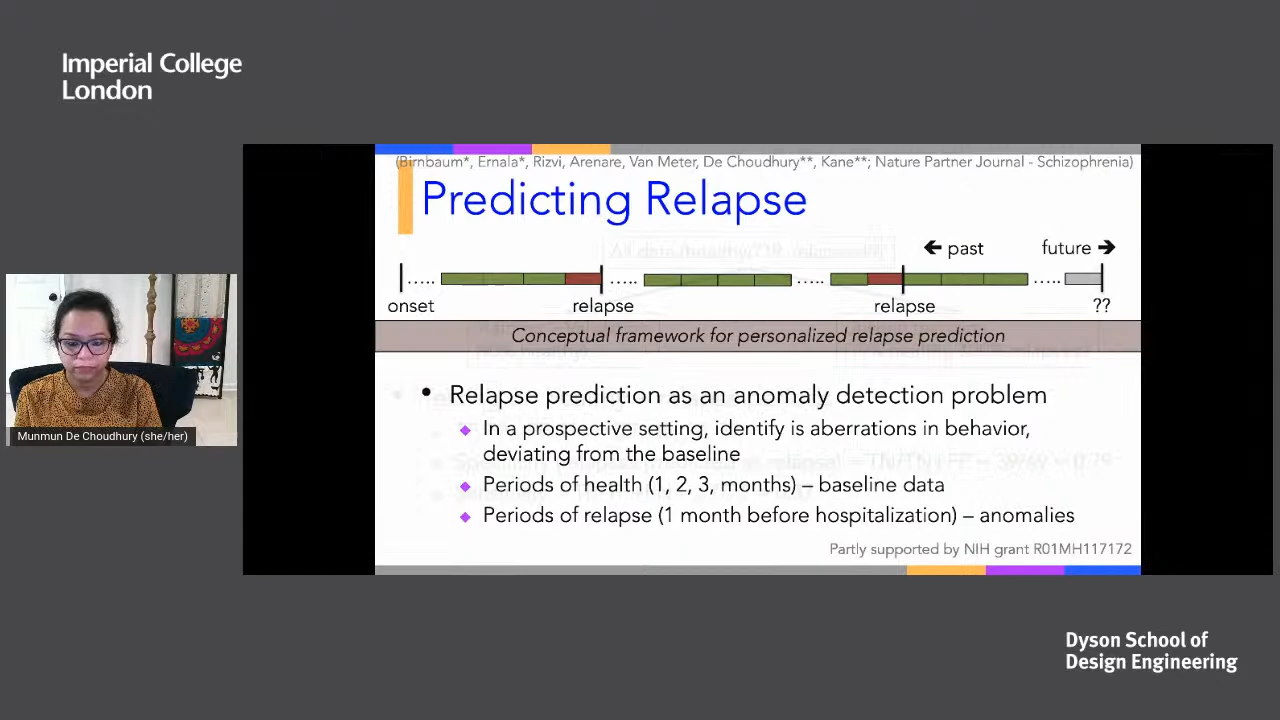 Imperial College
London
(Birnbaum*, Ernala*, Rizvi, Arenare, Van Meter, De Choudhury**, Kane**; Nature Partner Journal - Schizophrenia)
Predicting Relapse
← past future →
..... ..... ..... .....
onset relapse relapse ??
Conceptual framework for personalized relapse prediction
• Relapse prediction as an anomaly detection problem
◆ In a prospective setting, identify is aberrations in behavior,
deviating from the baseline
◆ Periods of health (1, 2, 3, months) – baseline data
◆ Periods of relapse (1 month before hospitalization) – anomalies
Partly supported by NIH grant R01MH117172
Munmun De Choudhury (she/her)
Dyson School of
Design Engineering